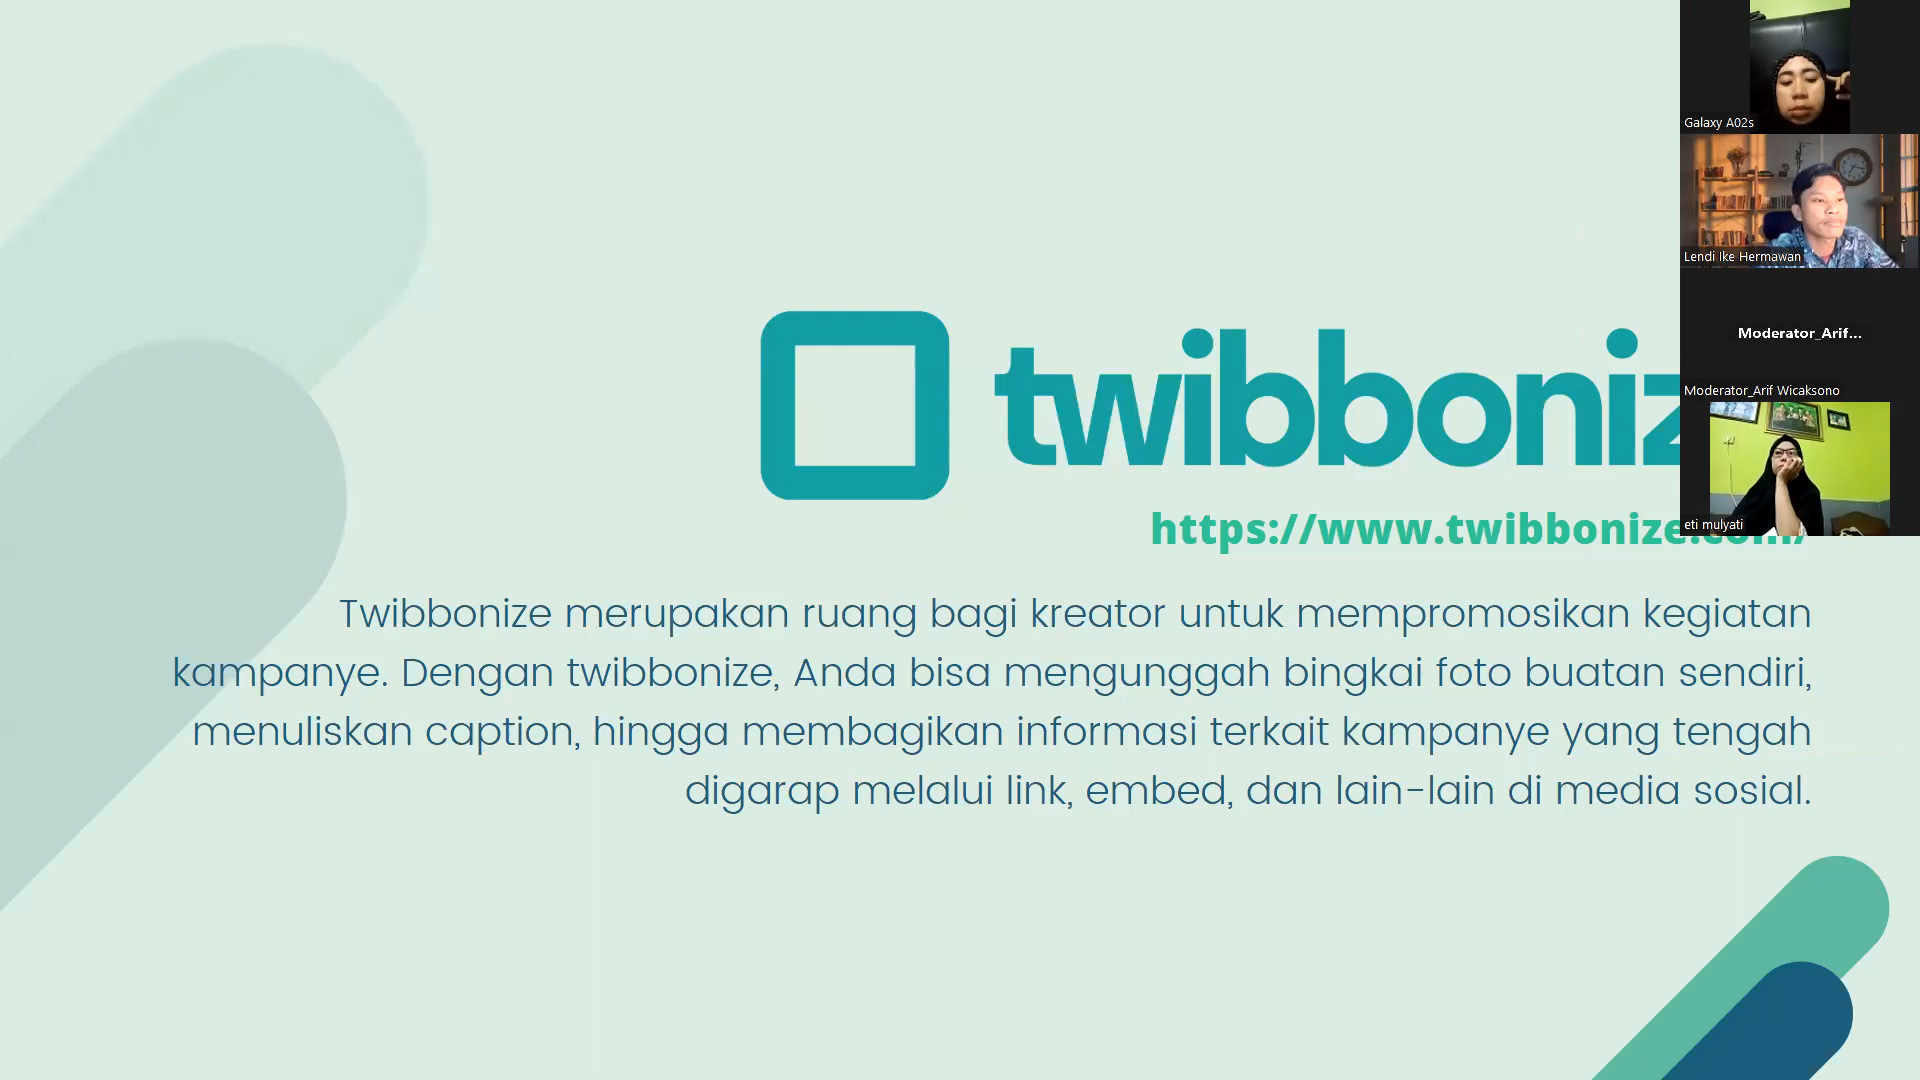 twibboniz
https://www.twibbonize.com/
Twibbonize merupakan ruang bagi kreator untuk mempromosikan kegiatan
kampanye. Dengan twibbonize, Anda bisa mengunggah bingkai foto buatan sendiri,
menuliskan caption, hingga membagikan informasi terkait kampanye yang tengah
digarap melalui link, embed, dan lain-lain di media sosial.
Galaxy A02s
Lendi Ike Hermawan
Moderator_Arif...
Moderator_Arif Wicaksono
eti mulyati